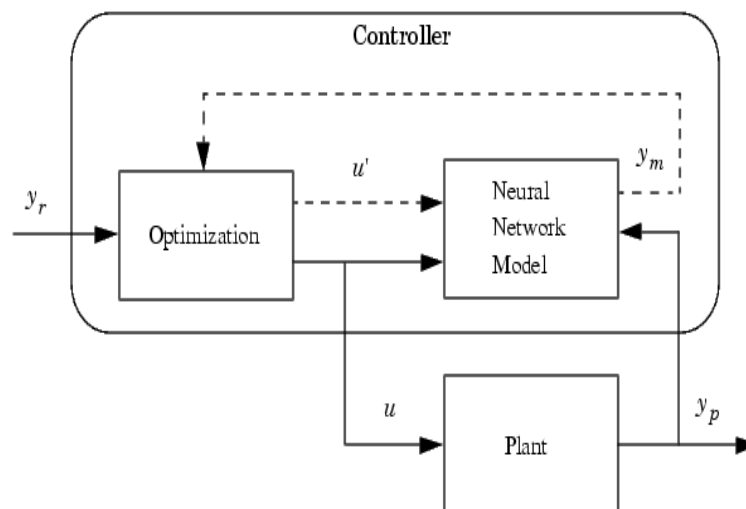 Controller
u'
y_m
Neural
Network
Model
y_r
Optimization
u
y_p
Plant